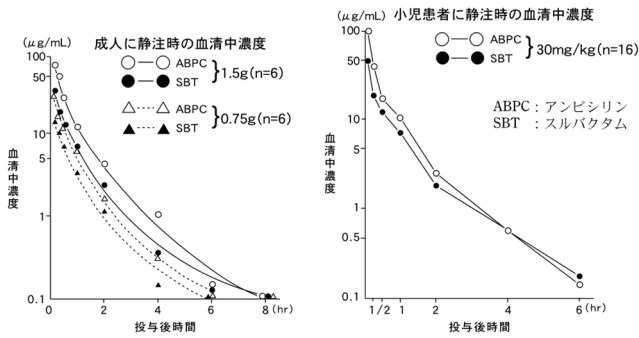 成人に静注時の血清中濃度
(μg/mL)
100
50
10
5
1
0.1
血清中濃度
0
2
4
6
8 (hr)
投与後時間
ABPC
SBT
1.5g(n=6)
ABPC
SBT
0.75g(n=6)
小児患者に静注時の血清中濃度
(μg/mL)
100
50
10
5
1
0.5
0.1
血清中濃度
1/2
1
2
4
6 (hr)
投与後時間
ABPC
SBT
30mg/kg(n=16)
ABPC：アンピシリン
SBT：スルバクタム